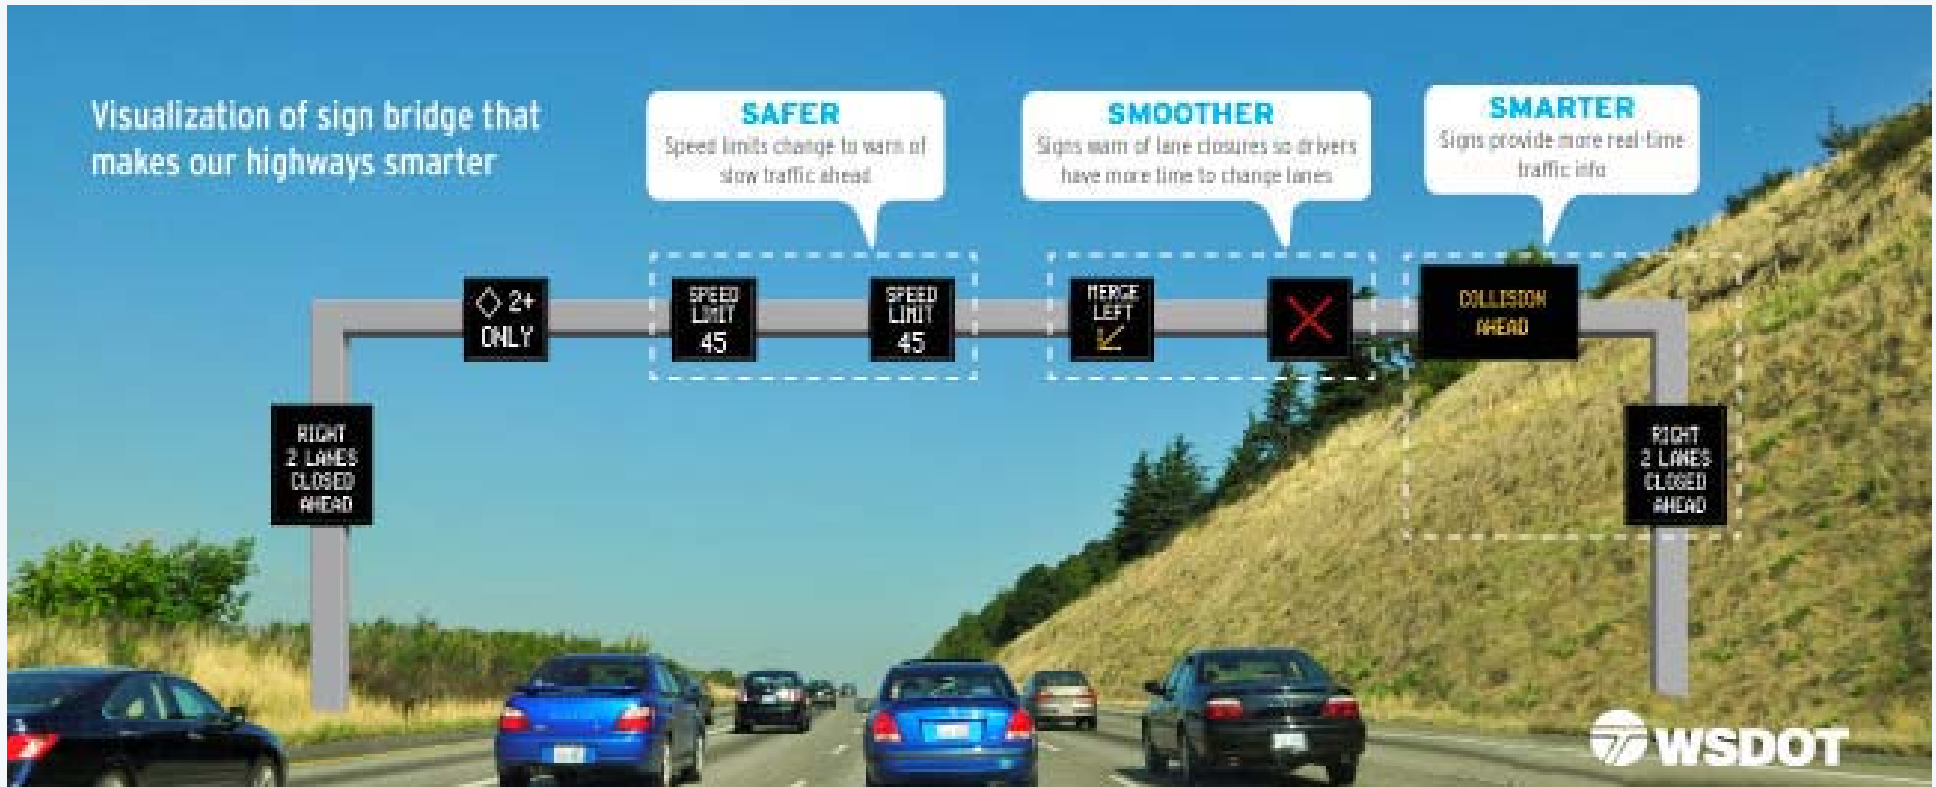 Visualization of sign bridge that
makes our highways smarter
SAFER
Speed limits change to warn of
slow traffic ahead
SMOOTHER
Signs warn of lane closures so drivers
have more time to change lanes
SMARTER
Signs provide more real-time
traffic info
2+
ONLY
SPEED
LIMIT
45
SPEED
LIMIT
45
MERGE
LEFT
COLLISION
AHEAD
RIGHT
2 LANES
CLOSED
AHEAD
RIGHT
2 LANES
CLOSED
AHEAD
WSDOT